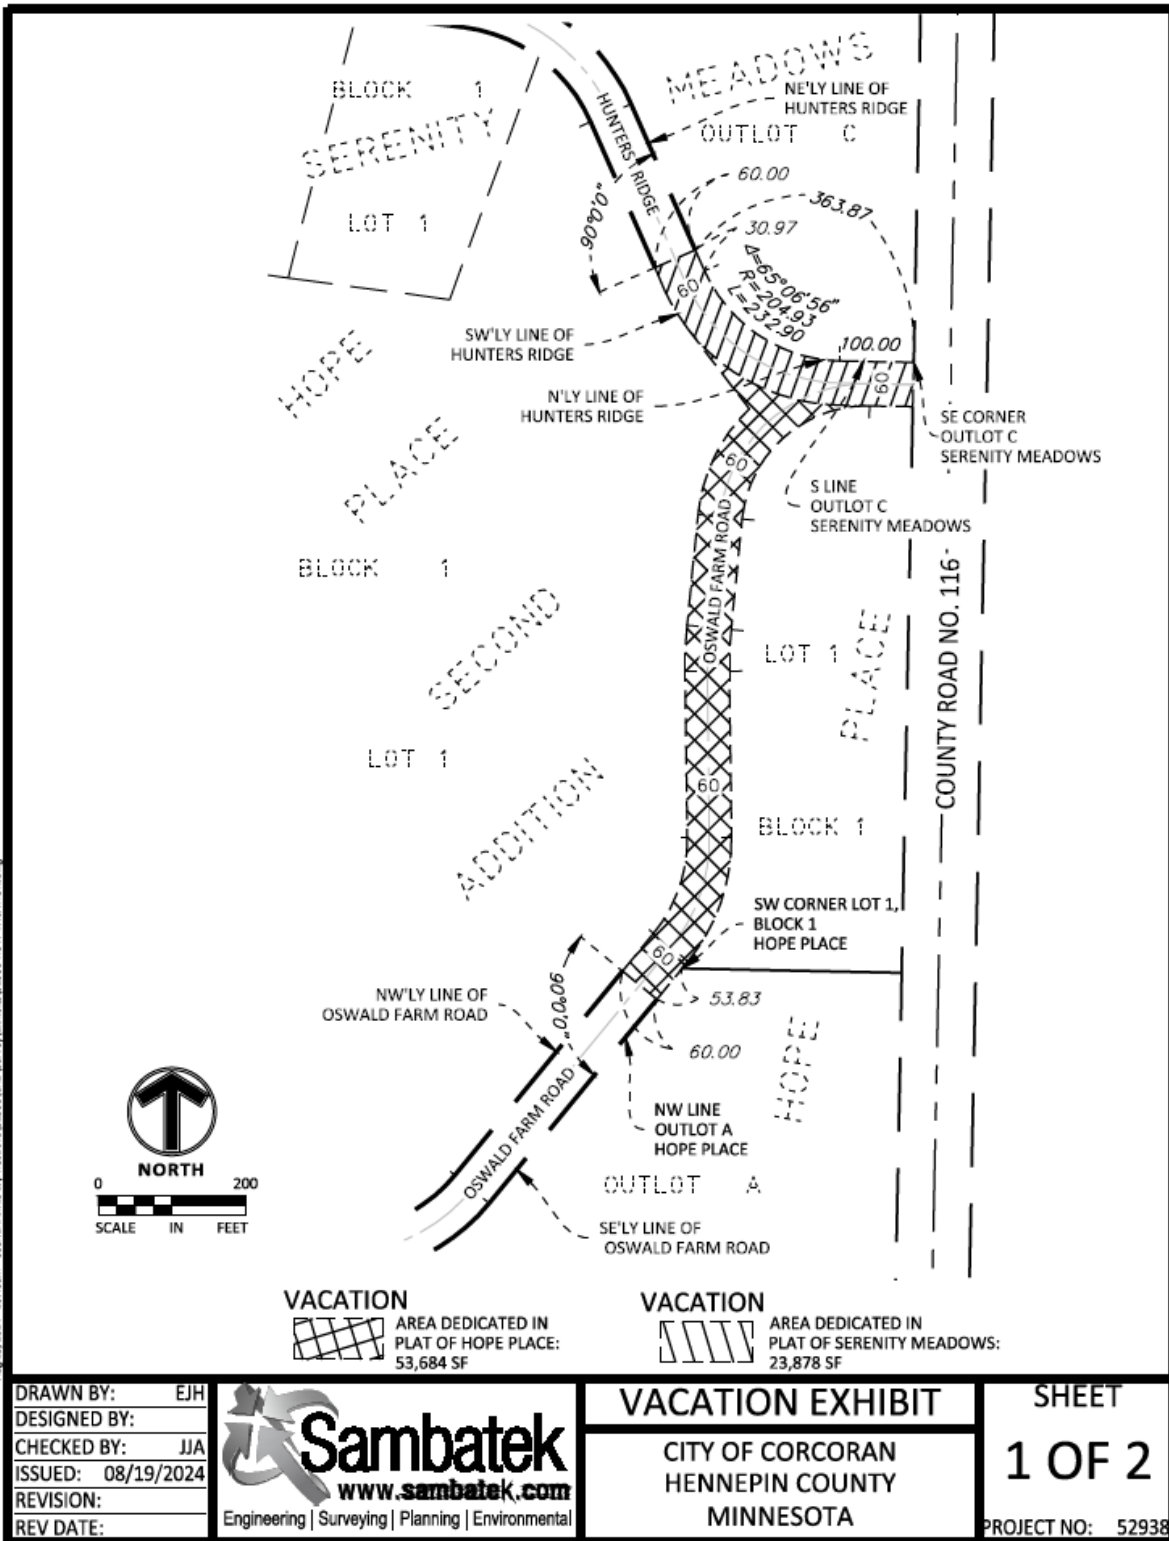 MEADOWS
BLOCK 1
SERENITY
LOT 1
NE'LY LINE OF
HUNTERS RIDGE
OUTLOT C
HUNTERS RIDGE
60.00
363.87
30.97
90°0'0"
Δ=65°06'56"
R=204.93
L=232.90
60
SW'LY LINE OF
HUNTERS RIDGE
100.00
60
N'LY LINE OF
HUNTERS RIDGE
SE CORNER
OUTLOT C
SERENITY MEADOWS
HOPE
PLACE
60
S LINE
OUTLOT C
SERENITY MEADOWS
BLOCK 1
OSWALD FARM ROAD
COUNTY ROAD NO. 116
SECOND
LOT 1
PLACE
LOT 1
60
ADDITION
BLOCK 1
SW CORNER LOT 1,
BLOCK 1
HOPE PLACE
60
NW'LY LINE OF
OSWALD FARM ROAD
90°0'0"
53.83
60.00
HOPE
OSWALD FARM ROAD
NW LINE
OUTLOT A
HOPE PLACE
OUTLOT A
SE'LY LINE OF
OSWALD FARM ROAD
NORTH
0 200
SCALE IN FEET
VACATION
AREA DEDICATED IN
PLAT OF HOPE PLACE:
53,684 SF
VACATION
AREA DEDICATED IN
PLAT OF SERENITY MEADOWS:
23,878 SF
DRAWN BY: EJH
DESIGNED BY:
CHECKED BY: JJA
ISSUED: 08/19/2024
REVISION:
REV DATE:
Sambatek
www.sambatek.com
Engineering | Surveying | Planning | Environmental
VACATION EXHIBIT
CITY OF CORCORAN
HENNEPIN COUNTY
MINNESOTA
SHEET
1 OF 2
PROJECT NO: 52938